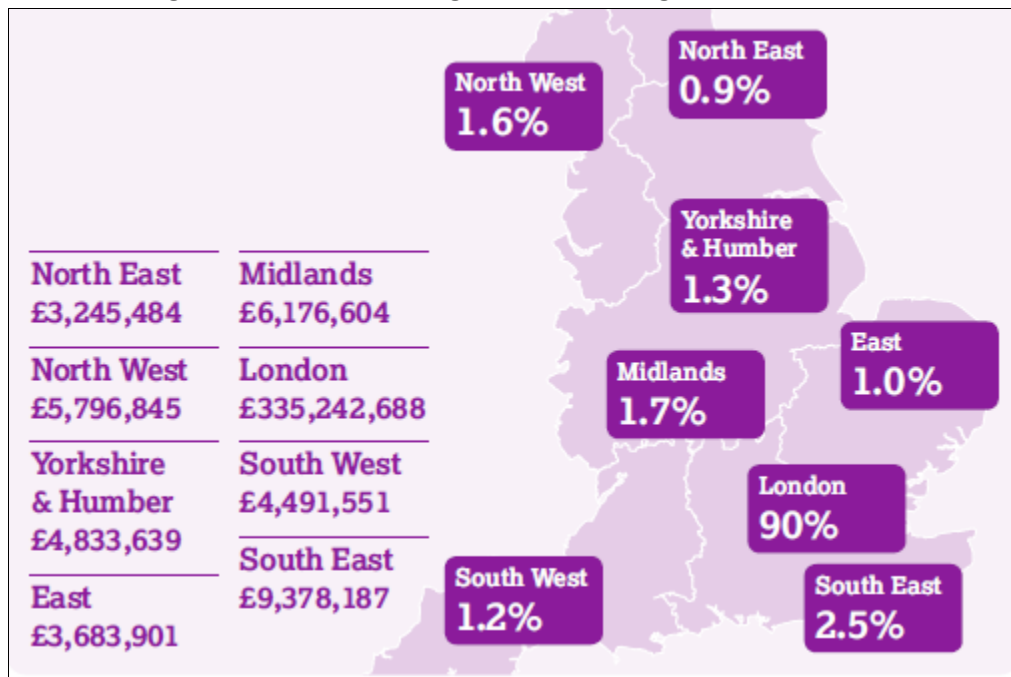 North East
£3,245,484
North West
£5,796,845
Yorkshire
& Humber
£4,833,639
East
£3,683,901
Midlands
£6,176,604
London
£335,242,688
South West
£4,491,551
South East
£9,378,187
North West
1.6%
North East
0.9%
Yorkshire
& Humber
1.3%
East
1.0%
Midlands
1.7%
London
90%
South West
1.2%
South East
2.5%